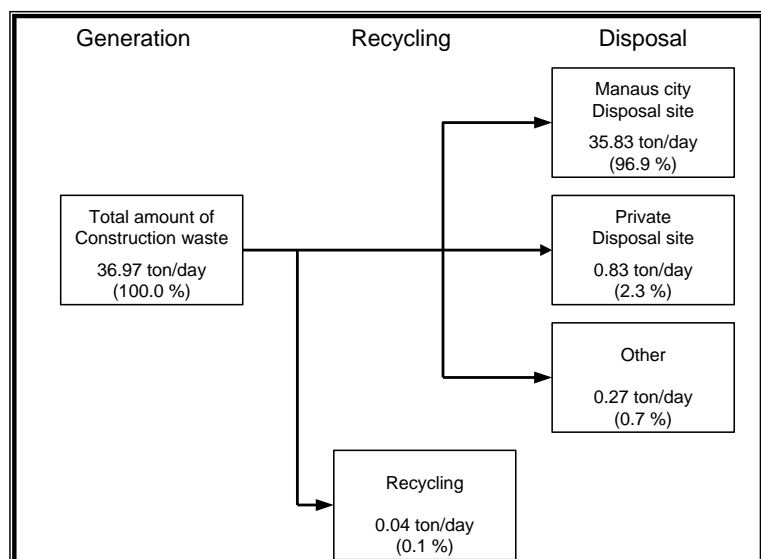 Generation
Recycling
Disposal
Manaus city
Disposal site
35.83 ton/day
(96.9 %)
Total amount of
Construction waste
36.97 ton/day
(100.0 %)
Private
Disposal site
0.83 ton/day
(2.3 %)
Other
0.27 ton/day
(0.7 %)
Recycling
0.04 ton/day
(0.1 %)